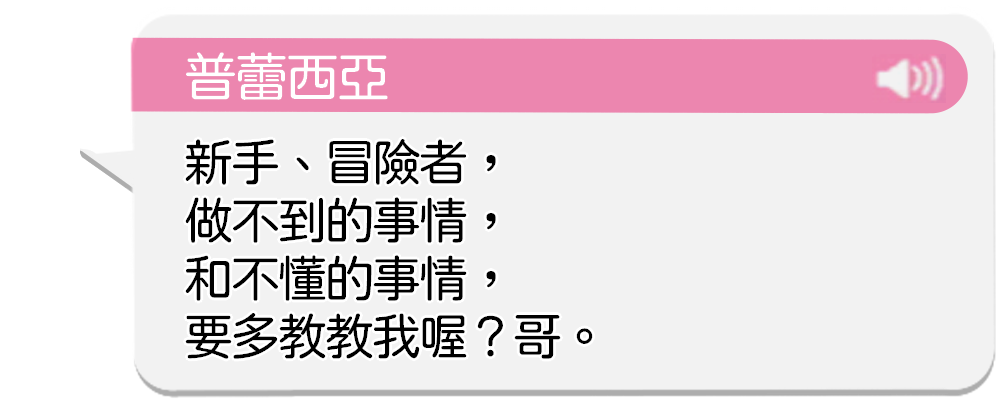 普蕾西亞
新手、冒險者，
做不到的事情，
和不懂的事情，
要多教教我喔？哥。